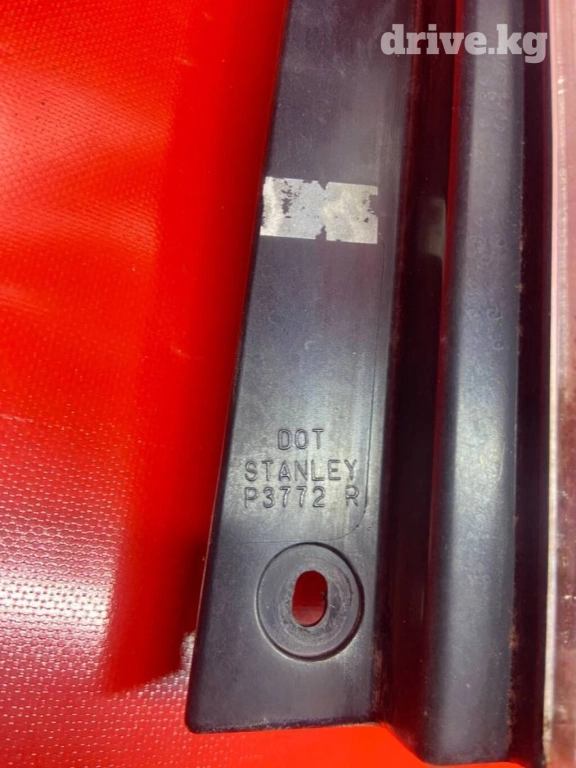 drive.kg
DOT
STANLEY
P3772 R